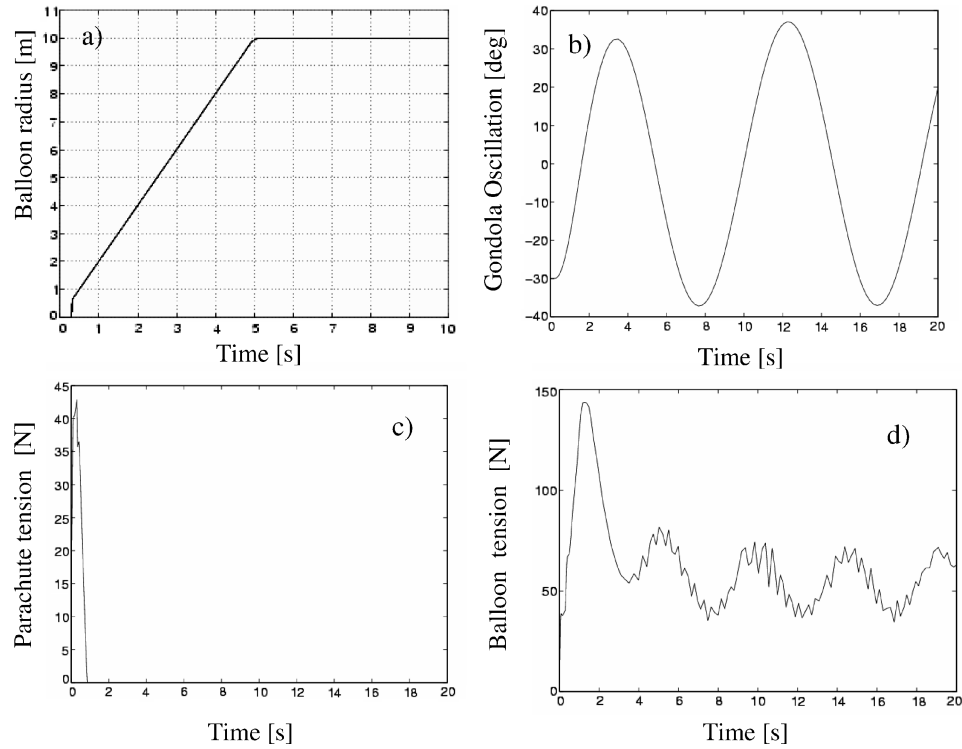 a)
Balloon radius [m]
11
10
9
8
7
6
5
4
3
2
1
0
0 1 2 3 4 5 6 7 8 9 10
Time [s]
b)
Gondola Oscillation [deg]
40
30
20
10
0
-10
-20
-30
-40
0 2 4 6 8 10 12 14 16 18 20
Time [s]
c)
Parachute tension [N]
45
40
35
30
25
20
15
10
5
0
0 2 4 6 8 10 12 14 16 18 20
Time [s]
d)
Balloon tension [N]
150
100
50
0
0 2 4 6 8 10 12 14 16 18 20
Time [s]